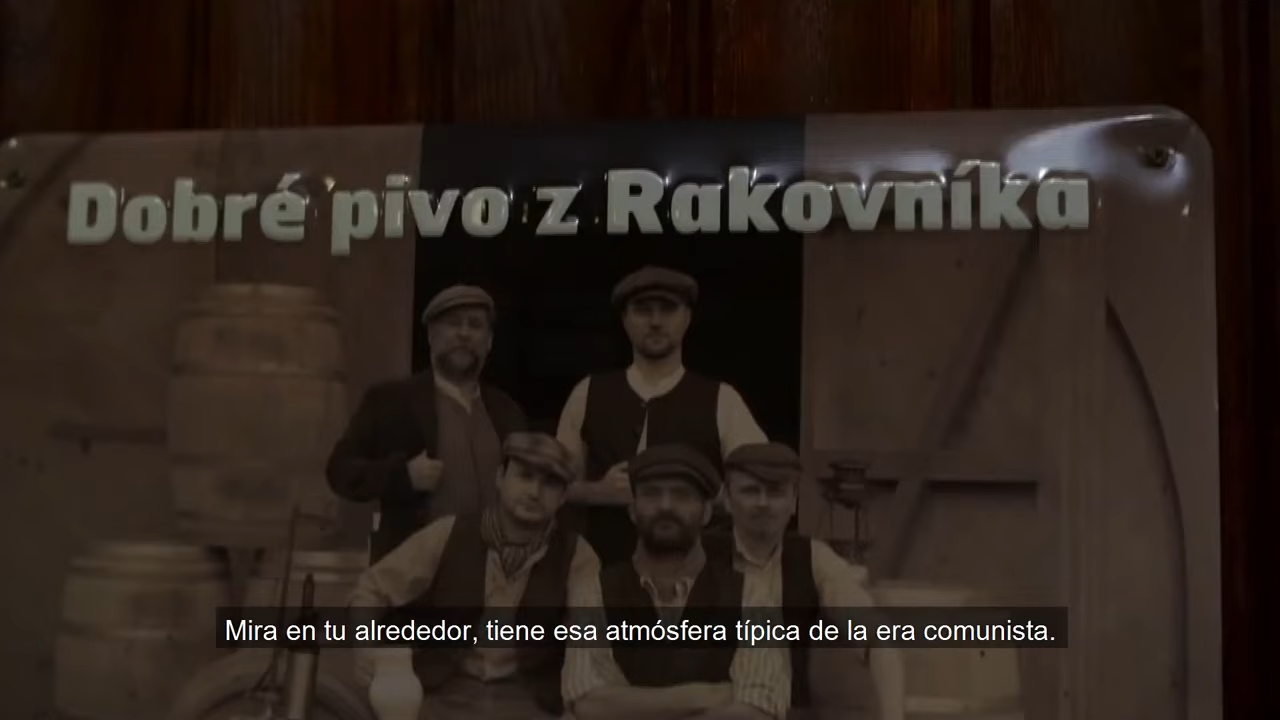 Dobré pivo z Rakovníka
Mira en tu alrededor, tiene esa atmósfera típica de la era comunista.